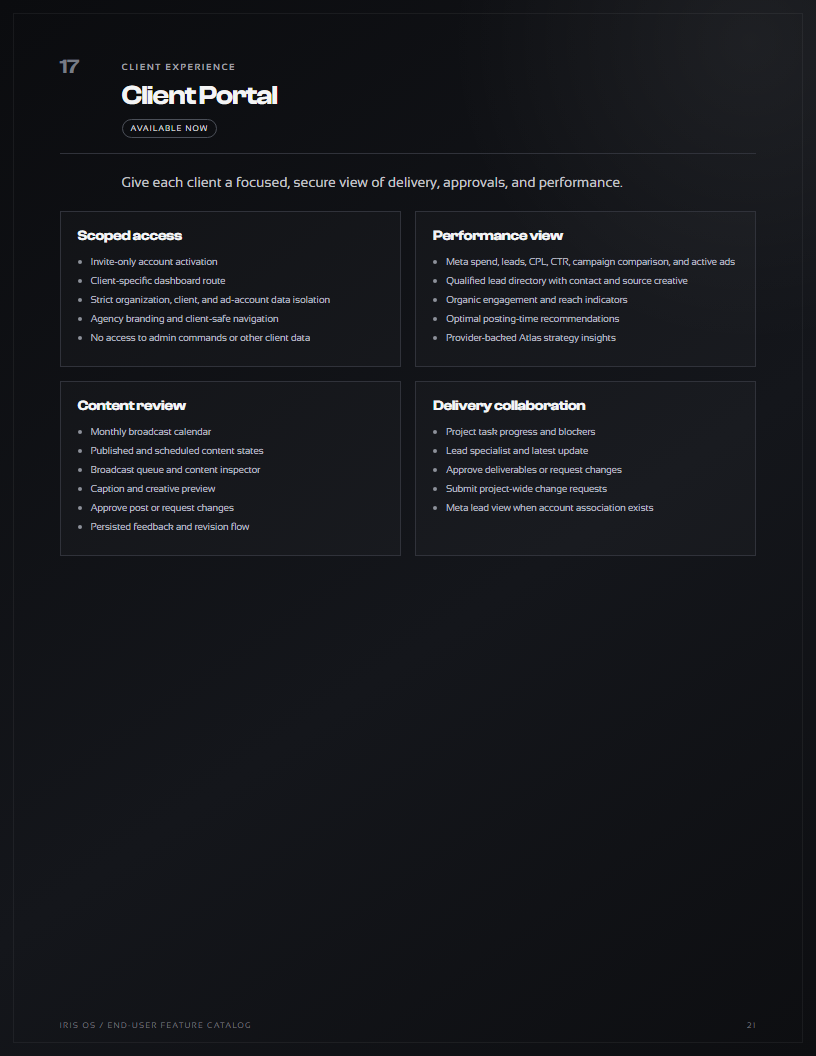 17
CLIENT EXPERIENCE
Client Portal
AVAILABLE NOW
Give each client a focused, secure view of delivery, approvals, and performance.
Scoped access
Invite-only account activation
Client-specific dashboard route
Strict organization, client, and ad-account data isolation
Agency branding and client-safe navigation
No access to admin commands or other client data
Performance view
Meta spend, leads, CPL, CTR, campaign comparison, and active ads
Qualified lead directory with contact and source creative
Organic engagement and reach indicators
Optimal posting-time recommendations
Provider-backed Atlas strategy insights
Content review
Monthly broadcast calendar
Published and scheduled content states
Broadcast queue and content inspector
Caption and creative preview
Approve post or request changes
Persisted feedback and revision flow
Delivery collaboration
Project task progress and blockers
Lead specialist and latest update
Approve deliverables or request changes
Submit project-wide change requests
Meta lead view when account association exists
IRIS OS / END-USER FEATURE CATALOG
21